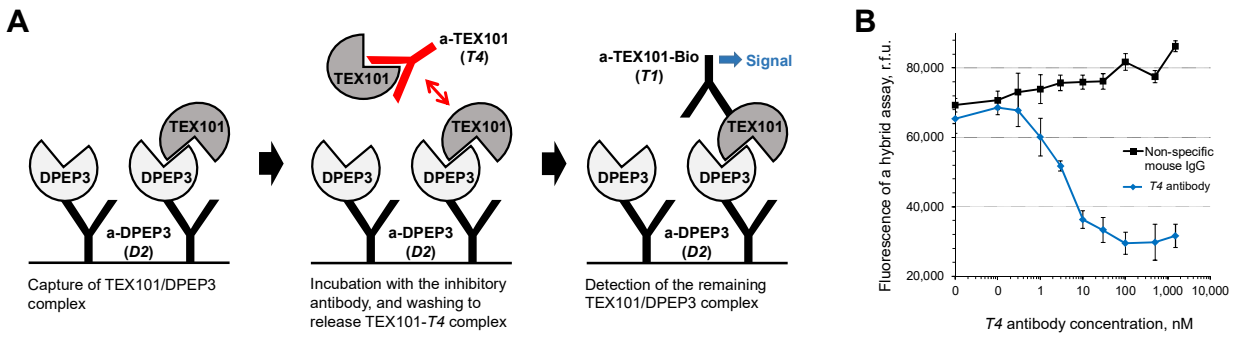 A
TEX101
DPEP3
DPEP3
a-DPEP3
(D2)
Capture of TEX101/DPEP3
complex
a-TEX101
(T4)
TEX101
TEX101
DPEP3
DPEP3
a-DPEP3
(D2)
Incubation with the inhibitory
antibody, and washing to
release TEX101-T4 complex
a-TEX101-Bio
(T1)
Signal
TEX101
DPEP3
DPEP3
a-DPEP3
(D2)
Detection of the remaining
TEX101/DPEP3 complex
B
Fluorescence of a hybrid assay, r.f.u.
80,000
60,000
40,000
20,000
Non-specific
mouse IgG
T4 antibody
0 0 1 10 100 1,000 10,000
T4 antibody concentration, nM